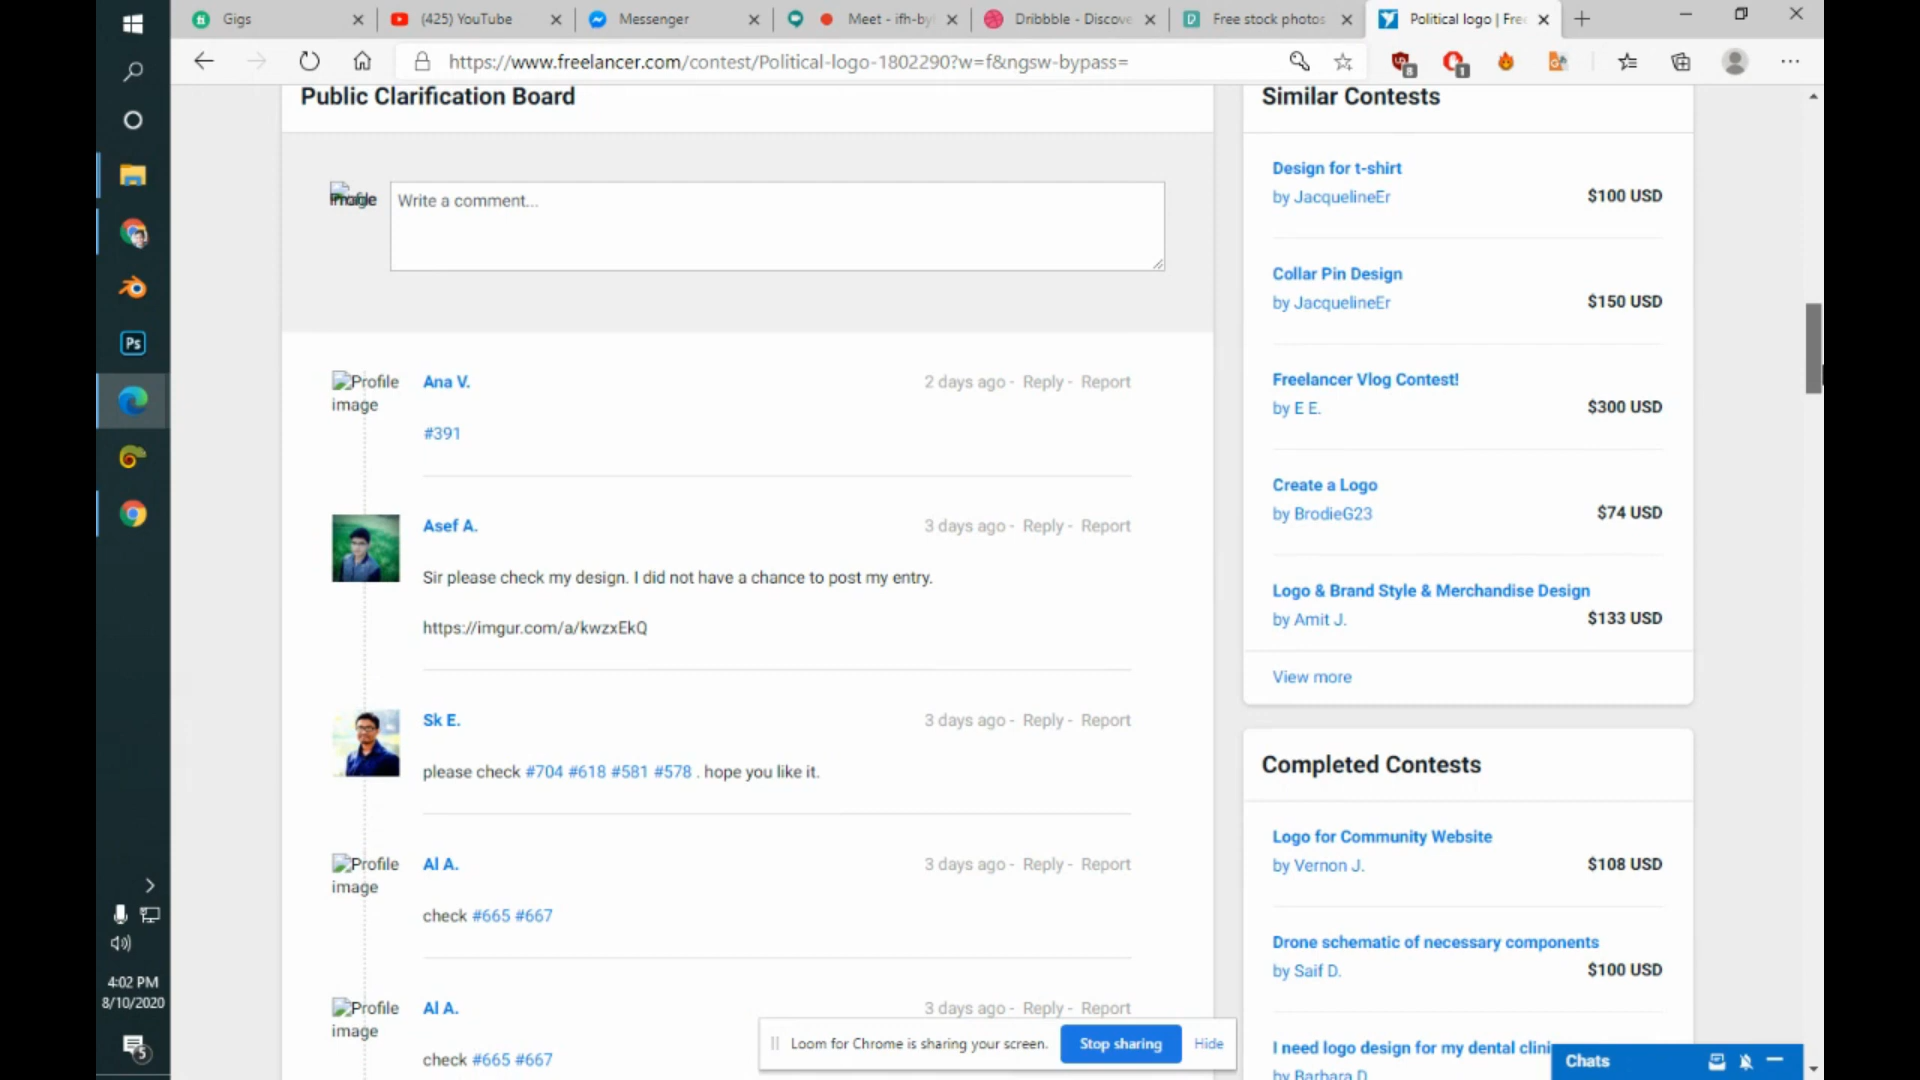 Gigs
(425) YouTube
Messenger
Meet - ifh-by
Dribbble - Discove
Free stock photos
Political logo | Free
https://www.freelancer.com/contest/Political-logo-1802290?w=f&ngsw-bypass=
8
1
Public Clarification Board
Write a comment...
Ana V.
2 days ago - Reply - Report
Profile image
#391
Asef A.
3 days ago - Reply - Report
Sir please check my design. I did not have a chance to post my entry.
https://imgur.com/a/kwzxEkQ
Sk E.
3 days ago - Reply - Report
please check #704 #618 #581 #578 . hope you like it.
Profile image
Al A.
3 days ago - Reply - Report
check #665 #667
Profile image
Al A.
3 days ago - Reply - Report
check #665 #667
Similar Contests
Design for t-shirt
by JacquelineEr
$100 USD
Collar Pin Design
by JacquelineEr
$150 USD
Freelancer Vlog Contest!
by E E.
$300 USD
Create a Logo
by BrodieG23
$74 USD
Logo & Brand Style & Merchandise Design
by Amit J.
$133 USD
View more
Completed Contests
Logo for Community Website
by Vernon J.
$108 USD
Drone schematic of necessary components
by Saif D.
$100 USD
I need logo design for my dental clini
by Barbara D
Loom for Chrome is sharing your screen.
Stop sharing
Hide
Chats
Ps
4:02 PM
8/10/2020
5